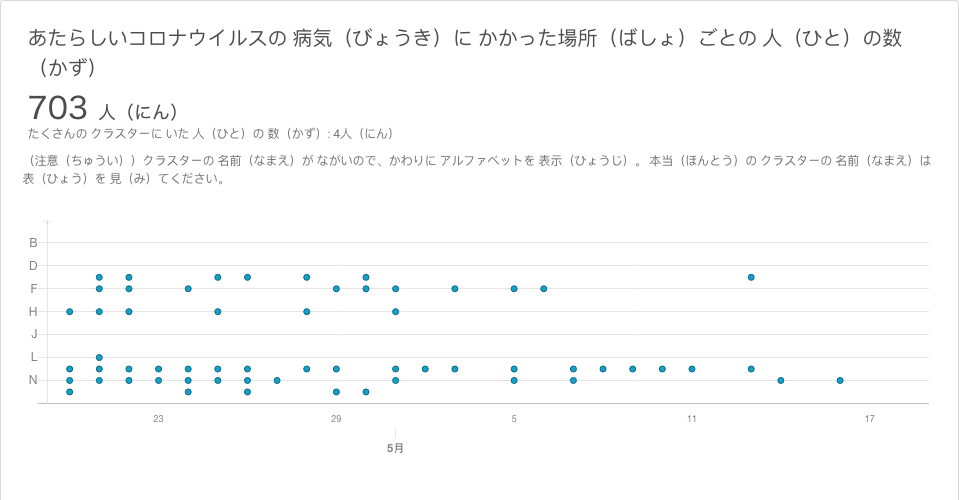 あたらしいコロナウイルスの 病気（びょうき）に かかった場所（ばしょ）ごとの 人（ひと）の数
（かず）
703 人（にん）
たくさんの クラスターに いた 人（ひと）の 数（かず）: 4人（にん）
（注意（ちゅうい））クラスターの 名前（なまえ）が ながいので、かわりに アルファベットを 表示（ひょうじ）。 本当（ほんとう）の クラスターの 名前（なまえ）は
表（ひょう）を 見（み）てください。
B
D
F
H
J
L
N
23 29 5 11 17
5月